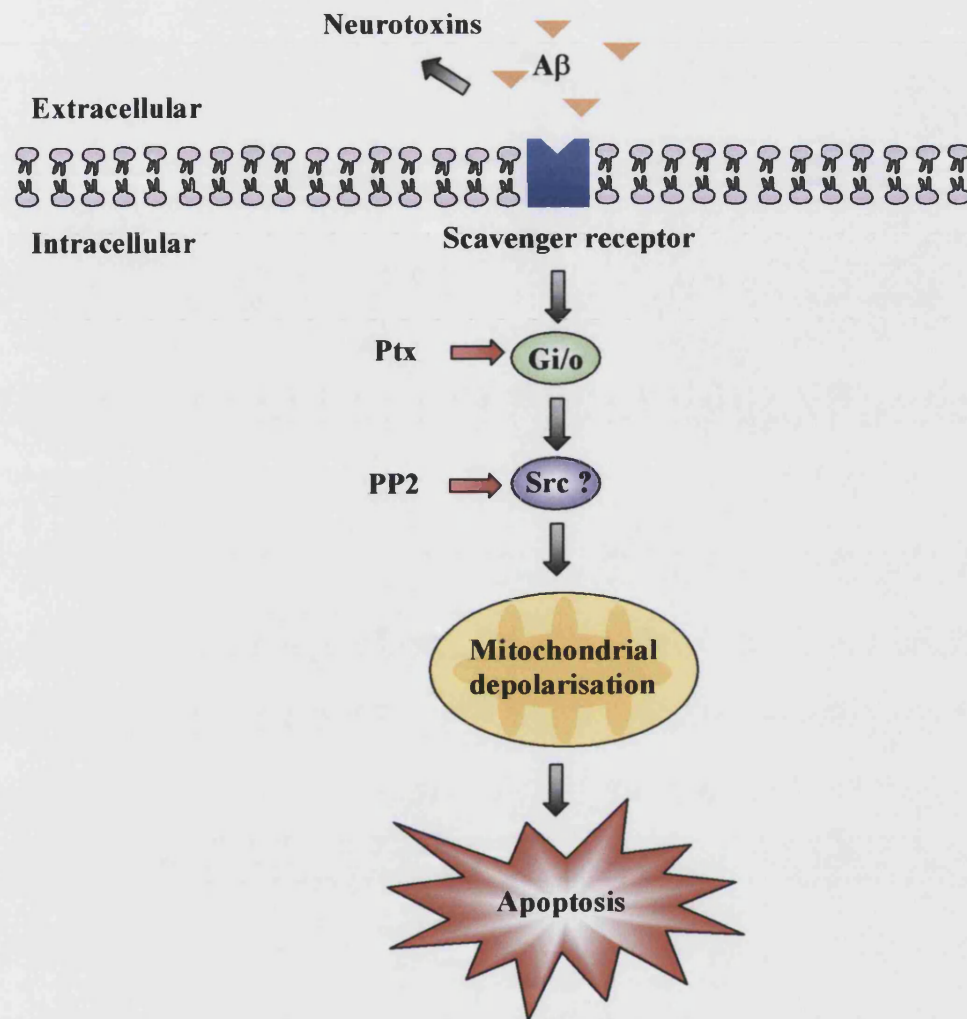 Neurotoxins
Aβ
Extracellular
Intracellular
Scavenger receptor
Ptx
Gi/o
PP2
Src ?
Mitochondrial
depolarisation
Apoptosis